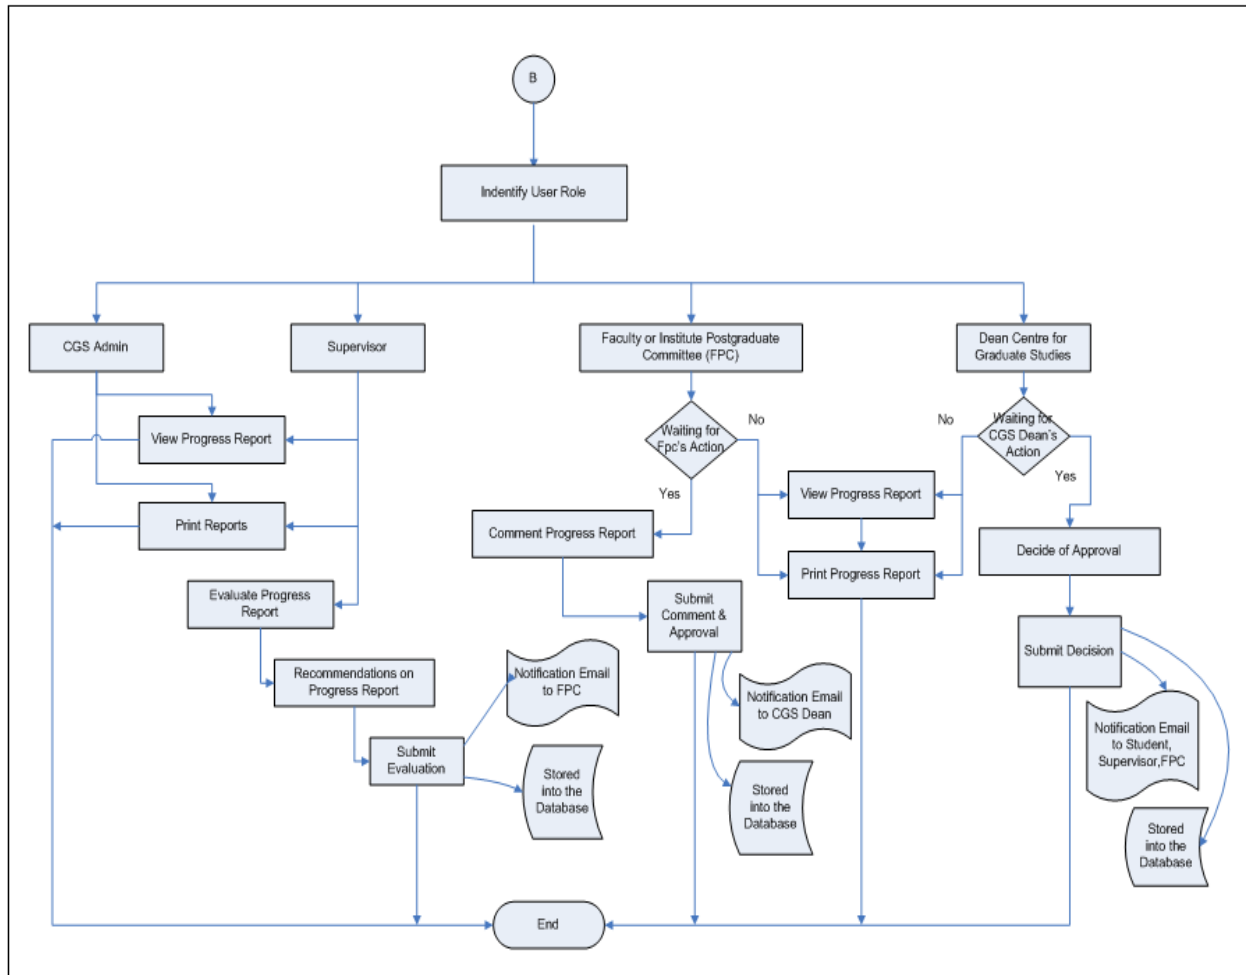 B
Indentify User Role
CGS Admin
Supervisor
Faculty or Institute Postgraduate
Committee (FPC)
Dean Centre for
Graduate Studies
View Progress Report
Print Reports
Waiting for
Fpc's Action
No
Yes
No
Waiting for
CGS Dean's
Action
Yes
View Progress Report
Comment Progress Report
Print Progress Report
Decide of Approval
Evaluate Progress
Report
Submit
Comment &
Approval
Submit Decision
Recommendations on
Progress Report
Notification Email
to FPC
Notification Email
to CGS Dean
Notification Email
to Student,
Supervisor,FPC
Submit
Evaluation
Stored
into the
Database
Stored
into the
Database
Stored
into the
Database
End